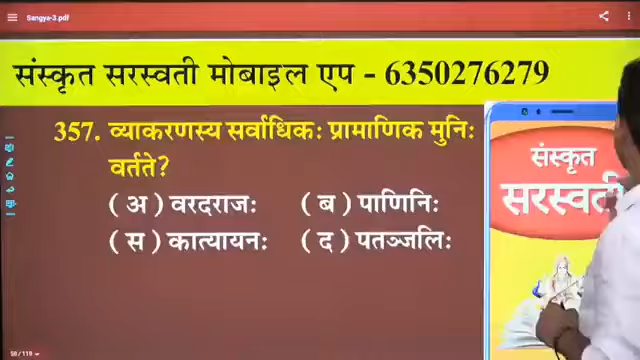 Sangya-3.pdf
संस्कृत सरस्वती मोबाइल एप - 6350276279
357. व्याकरणस्य सर्वाधिकः प्रामाणिक मुनिः
वर्तते?
( अ ) वरदराजः ( ब ) पाणिनिः
( स ) कात्यायनः ( द ) पतञ्जलिः
संस्कृत
सरस्वती